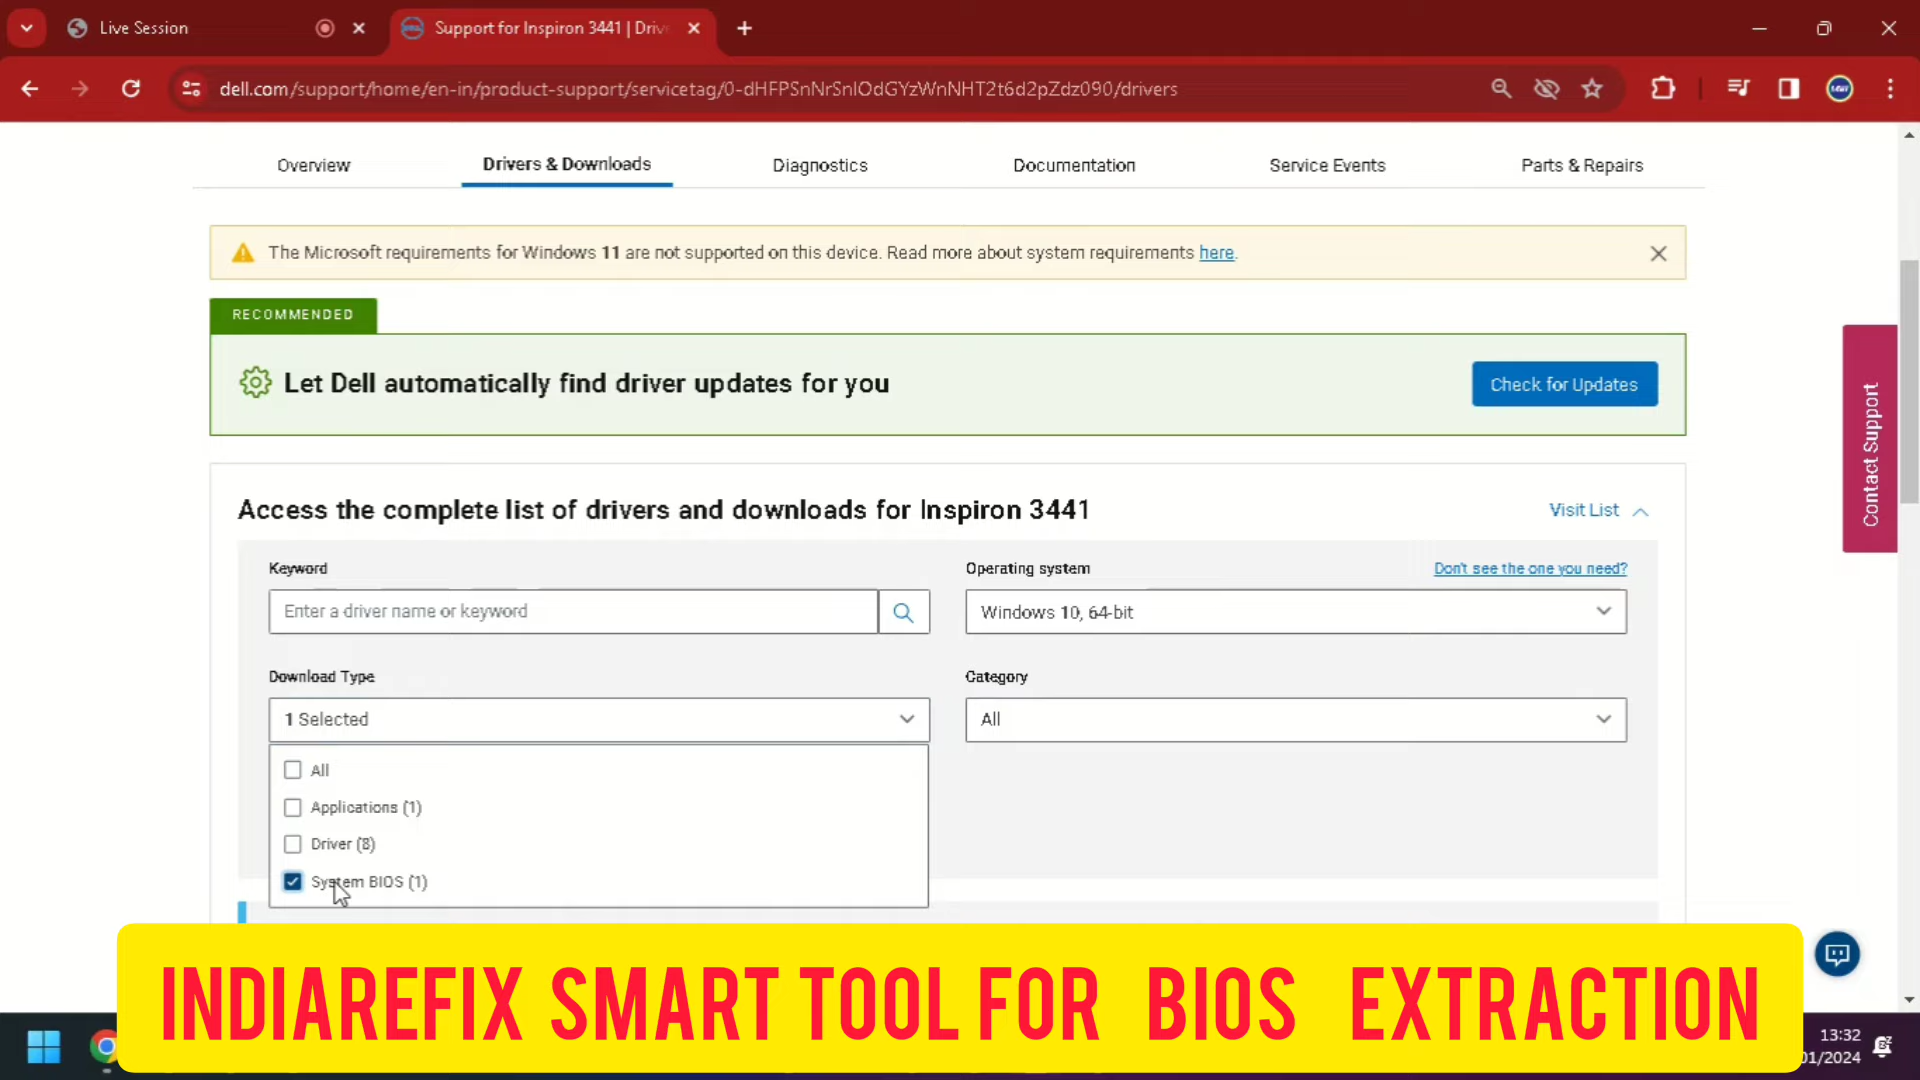 Live Session
Support for Inspiron 3441 | Driv
dell.com/support/home/en-in/product-support/servicetag/0-dHFPSnNrSnlOdGYzWnNHT2t6d2pZdz090/drivers
Overview
Drivers & Downloads
Diagnostics
Documentation
Service Events
Parts & Repairs
The Microsoft requirements for Windows 11 are not supported on this device. Read more about system requirements here.
RECOMMENDED
Let Dell automatically find driver updates for you
Check for Updates
Contact Support
Access the complete list of drivers and downloads for Inspiron 3441
Visit List
Keyword
Operating system
Don't see the one you need?
Enter a driver name or keyword
Windows 10, 64-bit
Download Type
Category
1 Selected
All
All
Applications (1)
Driver (8)
System BIOS (1)
INDIAREFIX SMART TOOL FOR BIOS EXTRACTION
13:32
01/2024